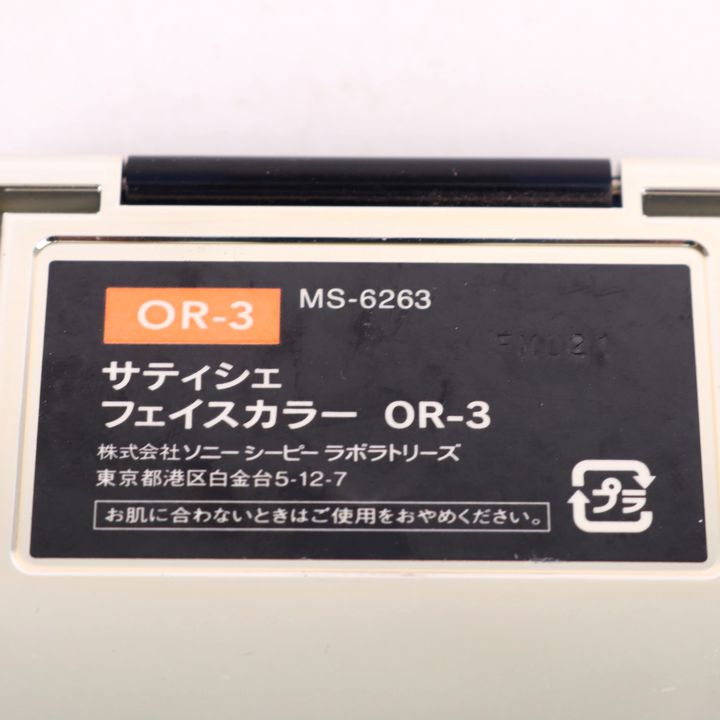 OR-3 MS-6263
サティシェ
フェイスカラー OR-3
株式会社ソニー シーピー ラボラトリーズ
東京都港区白金台5-12-7
お肌に合わないときはご使用をおやめください。
プラ